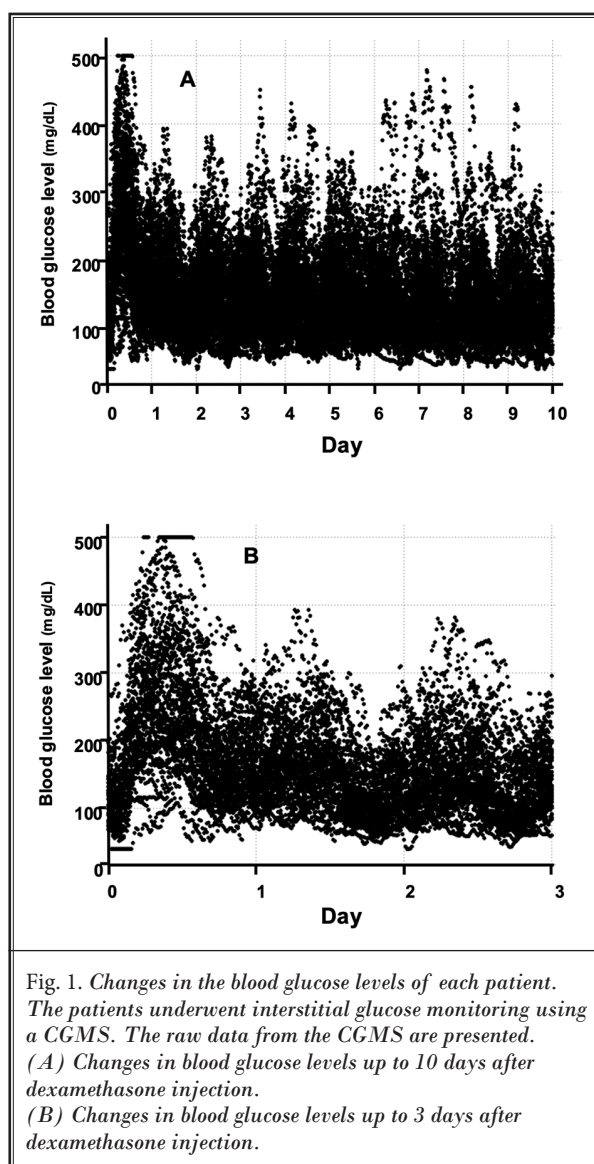 A
Blood glucose level (mg/dL)
500
400
300
200
100
0
0 1 2 3 4 5 6 7 8 9 10
Day
B
Blood glucose level (mg/dL)
500
400
300
200
100
0
0 1 2 3
Day
Fig. 1. Changes in the blood glucose levels of each patient.
The patients underwent interstitial glucose monitoring using
a CGMS. The raw data from the CGMS are presented.
(A) Changes in blood glucose levels up to 10 days after
dexamethasone injection.
(B) Changes in blood glucose levels up to 3 days after
dexamethasone injection.